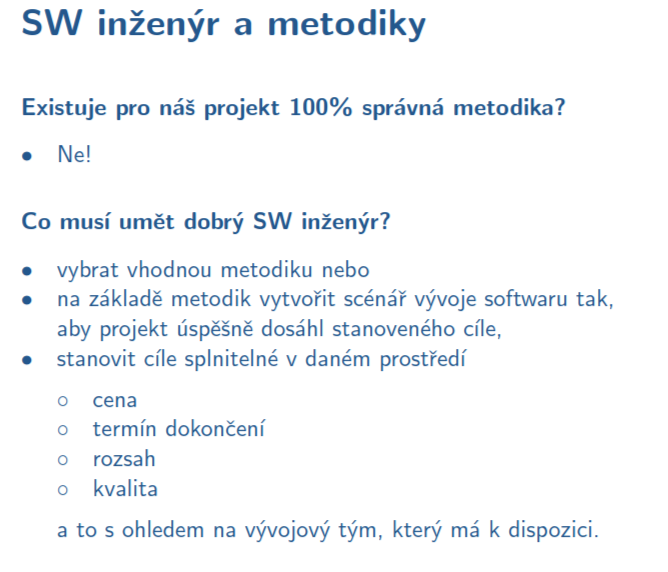 SW inženýr a metodiky
Existuje pro náš projekt 100% správná metodika?
● Ne!
Co musí umět dobrý SW inženýr?
● vybrat vhodnou metodiku nebo
● na základě metodik vytvořit scénář vývoje softwaru tak,
aby projekt úspěšně dosáhl stanoveného cíle,
● stanovit cíle splnitelné v daném prostředí
○ cena
○ termín dokončení
○ rozsah
○ kvalita
a to s ohledem na vývojový tým, který má k dispozici.